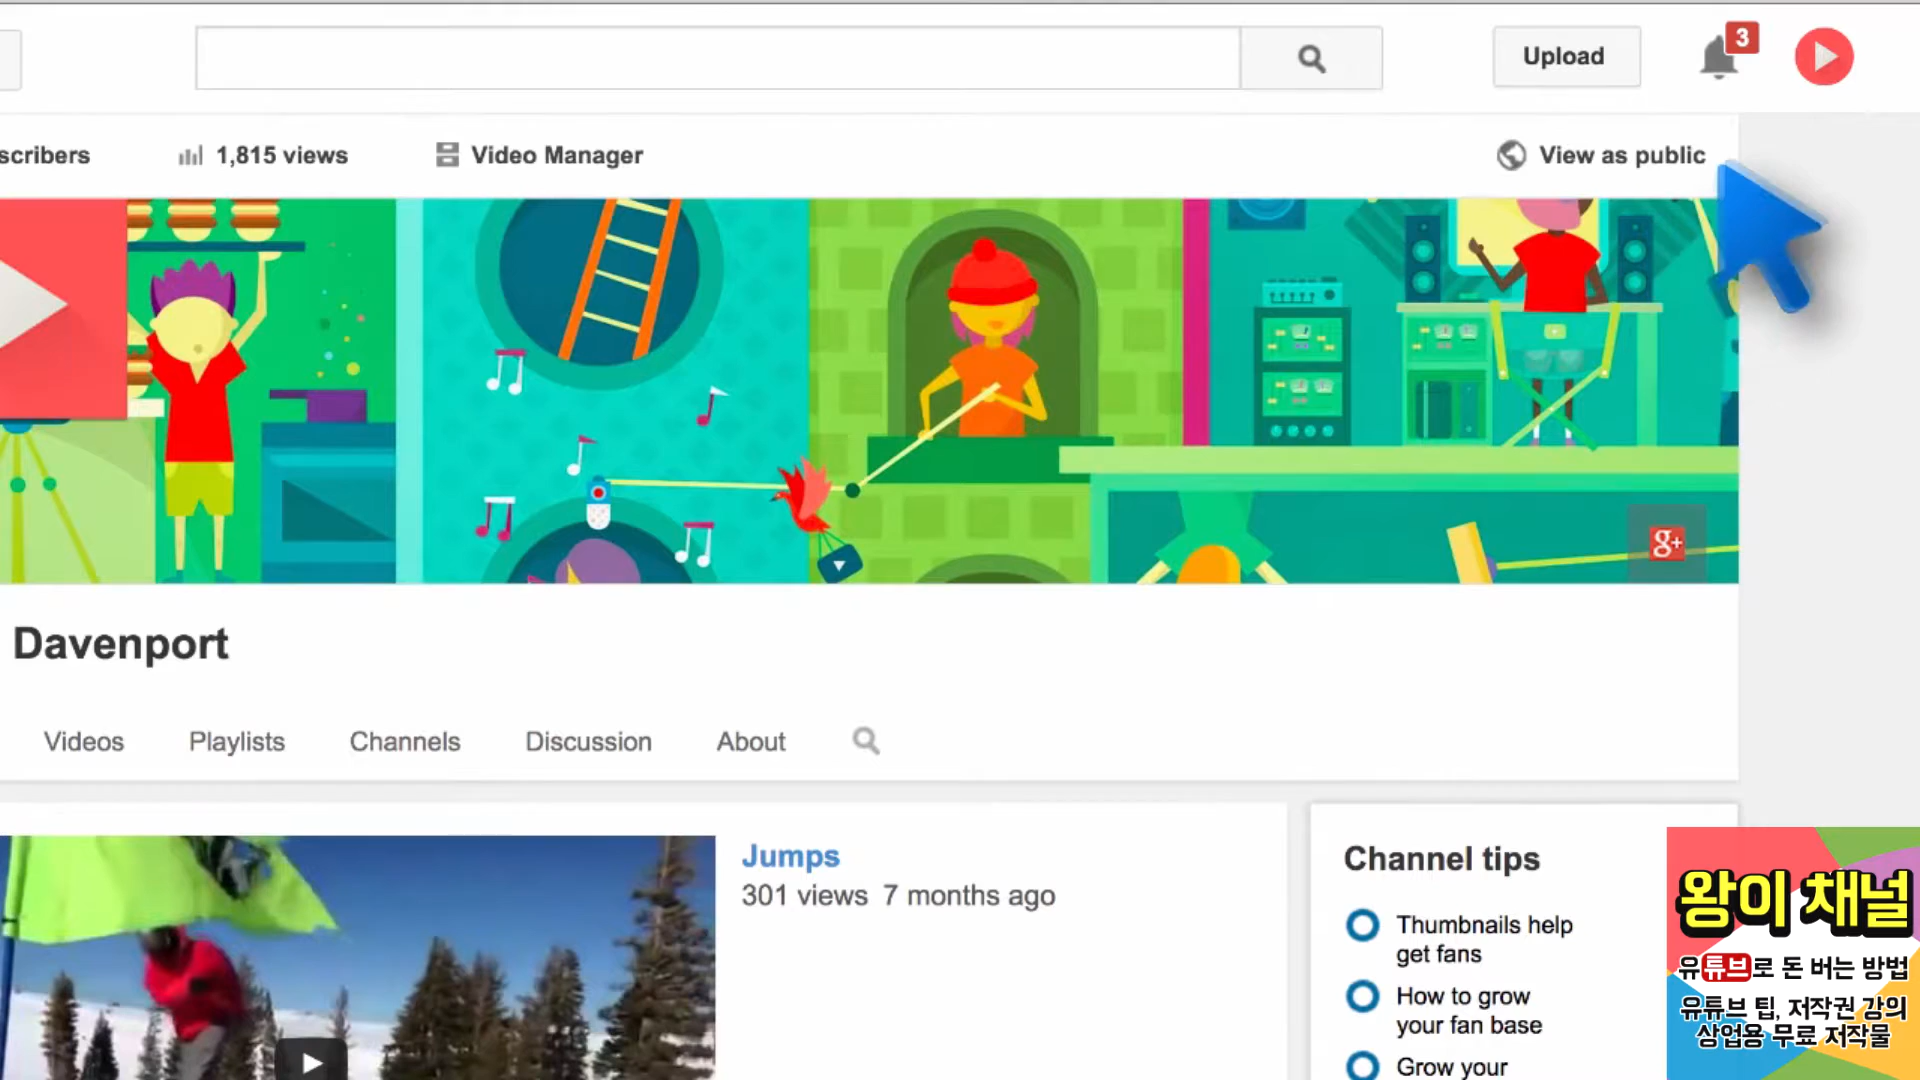 Upload
3
scribers
1,815 views
Video Manager
View as public
g+
Davenport
Videos
Playlists
Channels
Discussion
About
Jumps
301 views 7 months ago
Channel tips
Thumbnails help
get fans
How to grow
your fan base
Grow your
왕이 채널
유튜브로 돈 버는 방법
유튜브 팁, 저작권 강의
상업용 무료 저작물